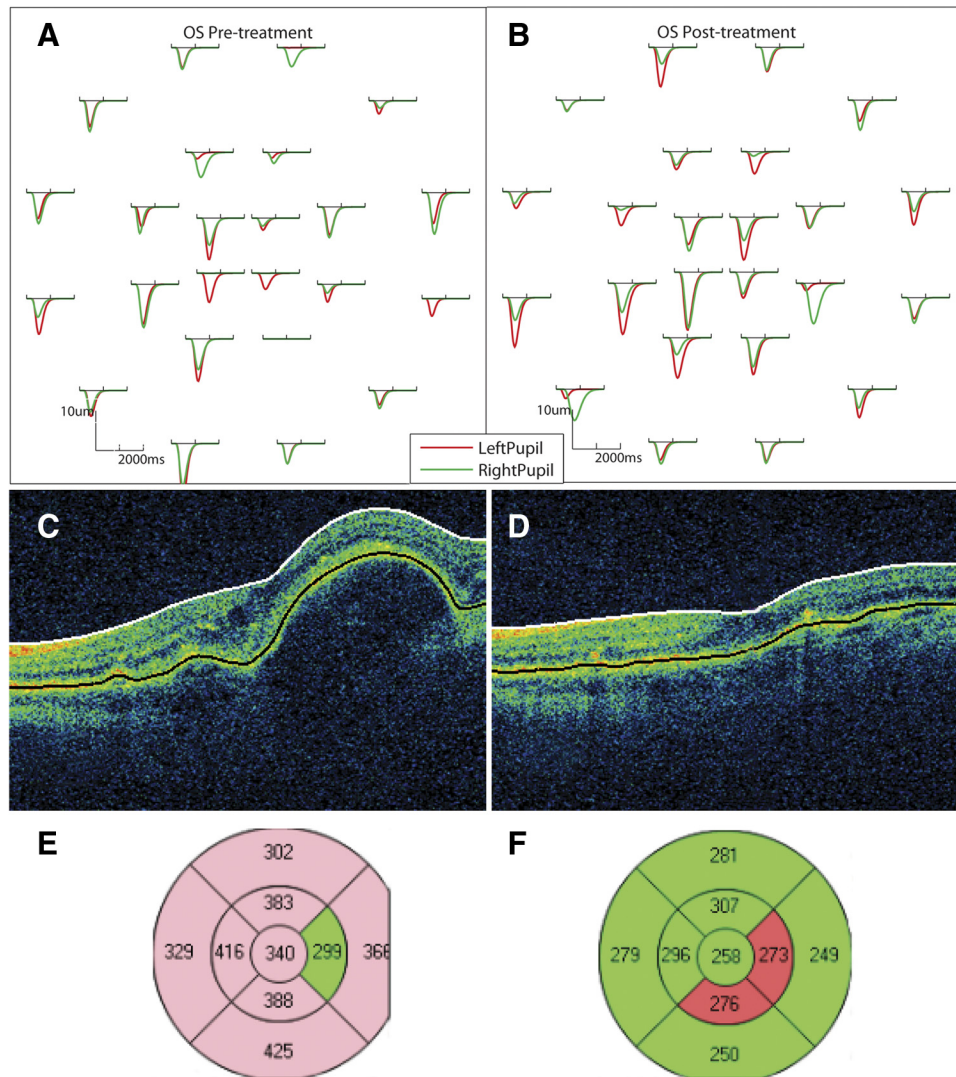 A
OS Pre-treatment
B
OS Post-treatment
10um
2000ms
10um
2000ms
LeftPupil
RightPupil
C
D
E
302
383
329 416 340 299 366
388
425
F
281
307
279 296 258 273 249
276
250